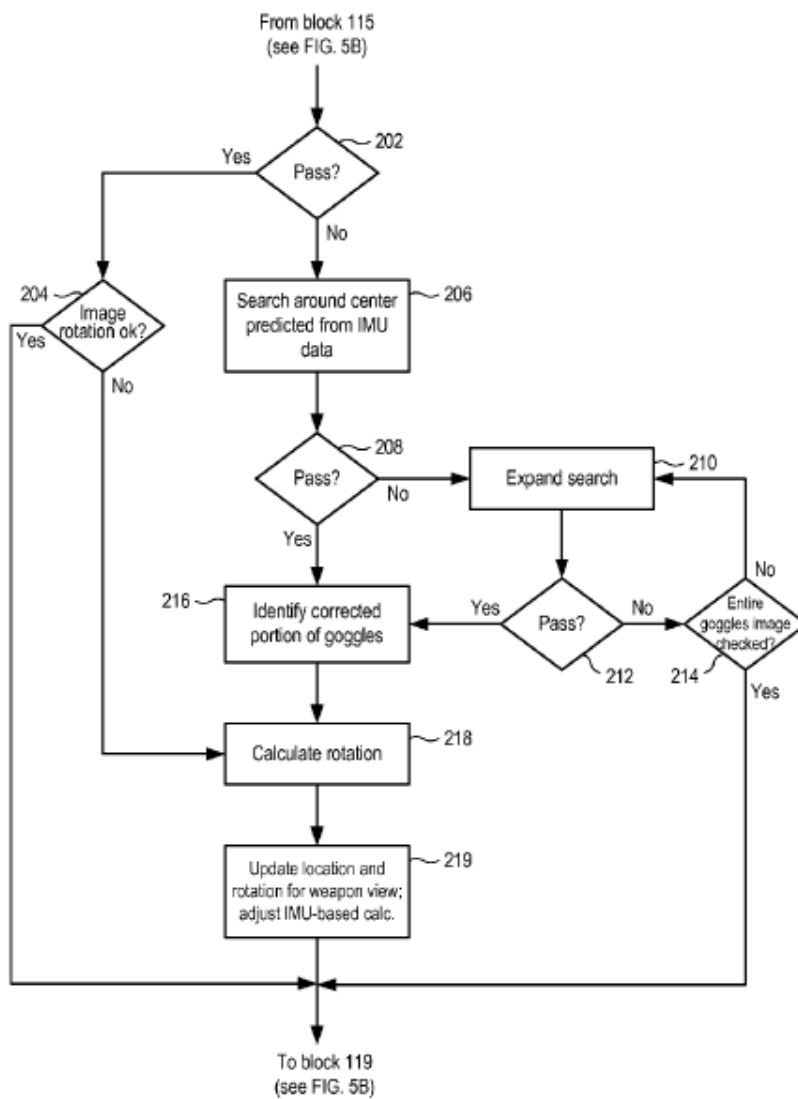 From block 115
(see FIG. 5B)
202
Yes
Pass?
No
204
Image
rotation ok?
Yes
No
Search around center
predicted from IMU
data
206
208
Pass?
No
Yes
Expand search
210
No
216
Identify corrected
portion of goggles
Yes
Pass?
No
212
Entire
goggles image
checked?
214
Yes
Calculate rotation
218
Update location and
rotation for weapon view;
adjust IMU-based calc.
219
To block 119
(see FIG. 5B)